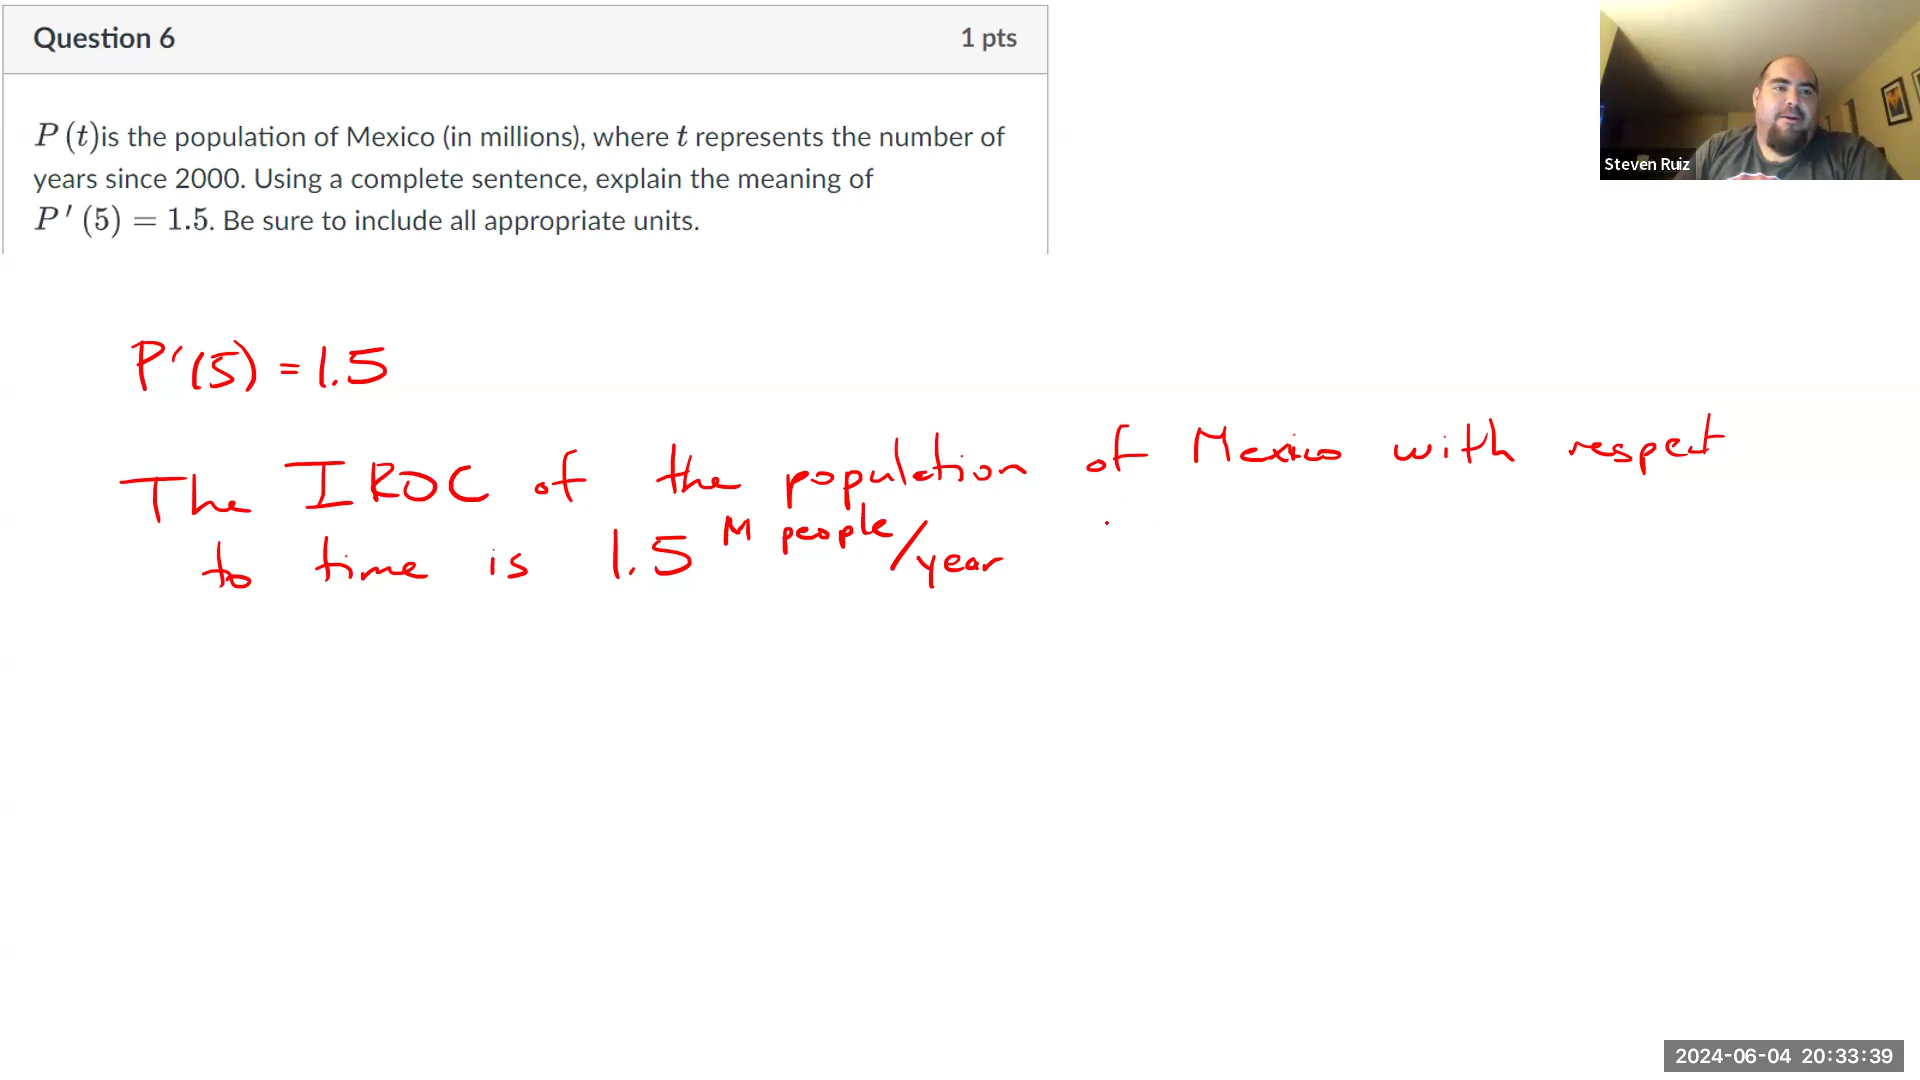 Question 6
1 pts
P(t)is the population of Mexico (in millions), where t represents the number of
years since 2000. Using a complete sentence, explain the meaning of
P'(5) = 1.5. Be sure to include all appropriate units.
Steven Ruiz
P'(5) = 1.5
The IROC of the population of Mexico with respect
to time is 1.5 M people/year
2024-06-04 20:33:39